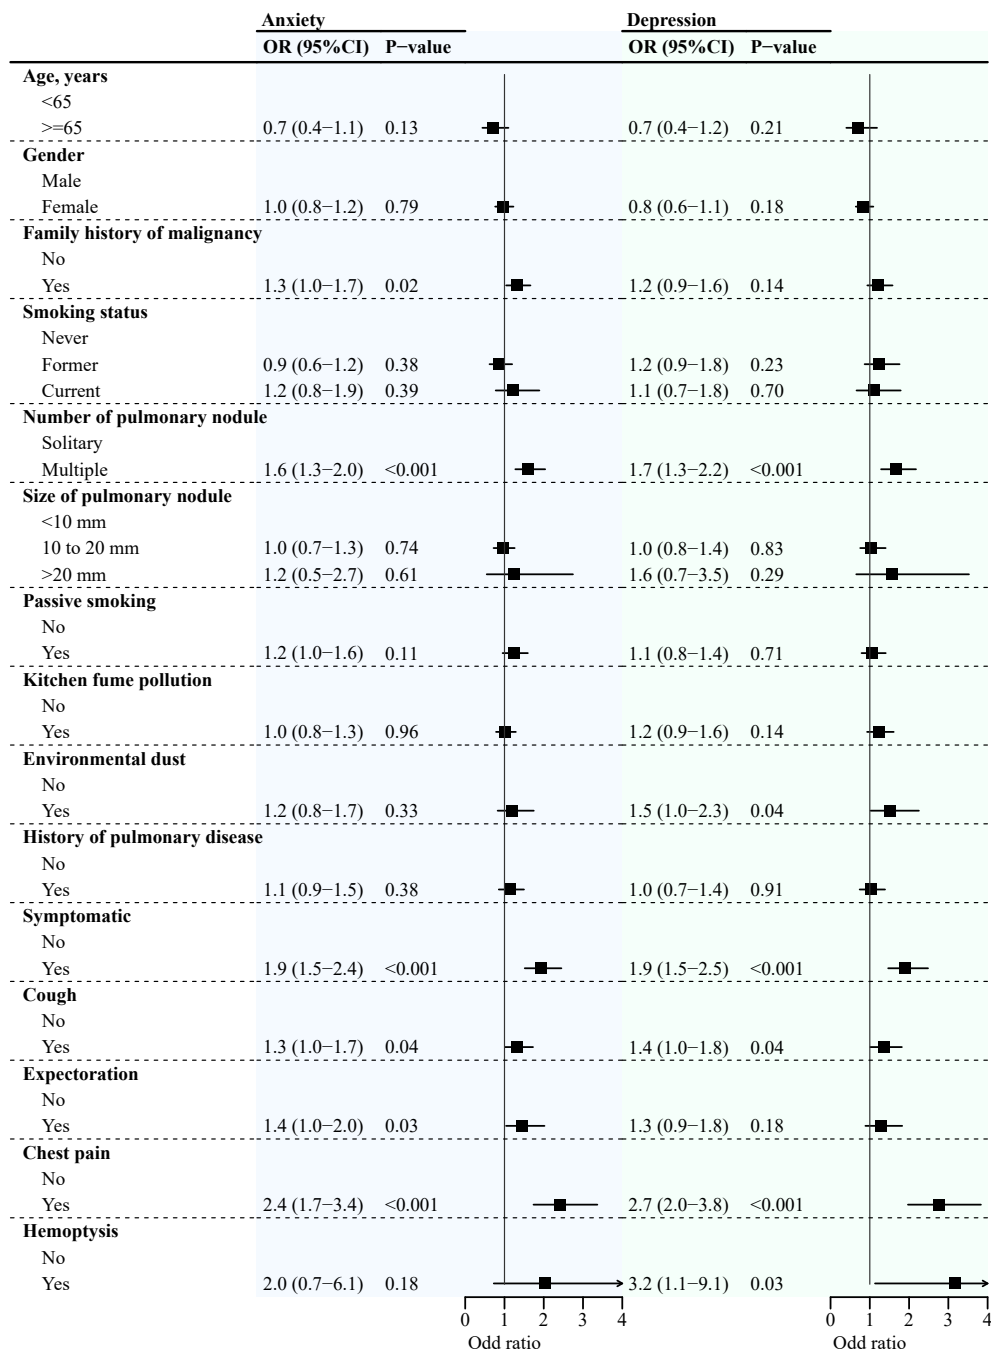 Anxiety Depression
OR (95%CI) P−value OR (95%CI) P−value
Age, years
<65
>=65 0.7 (0.4−1.1) 0.13 0.7 (0.4−1.2) 0.21
Gender
Male
Female 1.0 (0.8−1.2) 0.79 0.8 (0.6−1.1) 0.18
Family history of malignancy
No
Yes 1.3 (1.0−1.7) 0.02 1.2 (0.9−1.6) 0.14
Smoking status
Never
Former 0.9 (0.6−1.2) 0.38 1.2 (0.9−1.8) 0.23
Current 1.2 (0.8−1.9) 0.39 1.1 (0.7−1.8) 0.70
Number of pulmonary nodule
Solitary
Multiple 1.6 (1.3−2.0) <0.001 1.7 (1.3−2.2) <0.001
Size of pulmonary nodule
<10 mm
10 to 20 mm 1.0 (0.7−1.3) 0.74 1.0 (0.8−1.4) 0.83
>20 mm 1.2 (0.5−2.7) 0.61 1.6 (0.7−3.5) 0.29
Passive smoking
No
Yes 1.2 (1.0−1.6) 0.11 1.1 (0.8−1.4) 0.71
Kitchen fume pollution
No
Yes 1.0 (0.8−1.3) 0.96 1.2 (0.9−1.6) 0.14
Environmental dust
No
Yes 1.2 (0.8−1.7) 0.33 1.5 (1.0−2.3) 0.04
History of pulmonary disease
No
Yes 1.1 (0.9−1.5) 0.38 1.0 (0.7−1.4) 0.91
Symptomatic
No
Yes 1.9 (1.5−2.4) <0.001 1.9 (1.5−2.5) <0.001
Cough
No
Yes 1.3 (1.0−1.7) 0.04 1.4 (1.0−1.8) 0.04
Expectoration
No
Yes 1.4 (1.0−2.0) 0.03 1.3 (0.9−1.8) 0.18
Chest pain
No
Yes 2.4 (1.7−3.4) <0.001 2.7 (2.0−3.8) <0.001
Hemoptysis
No
Yes 2.0 (0.7−6.1) 0.18 3.2 (1.1−9.1) 0.03
0 1 2 3 4 0 1 2 3 4
Odd ratio Odd ratio